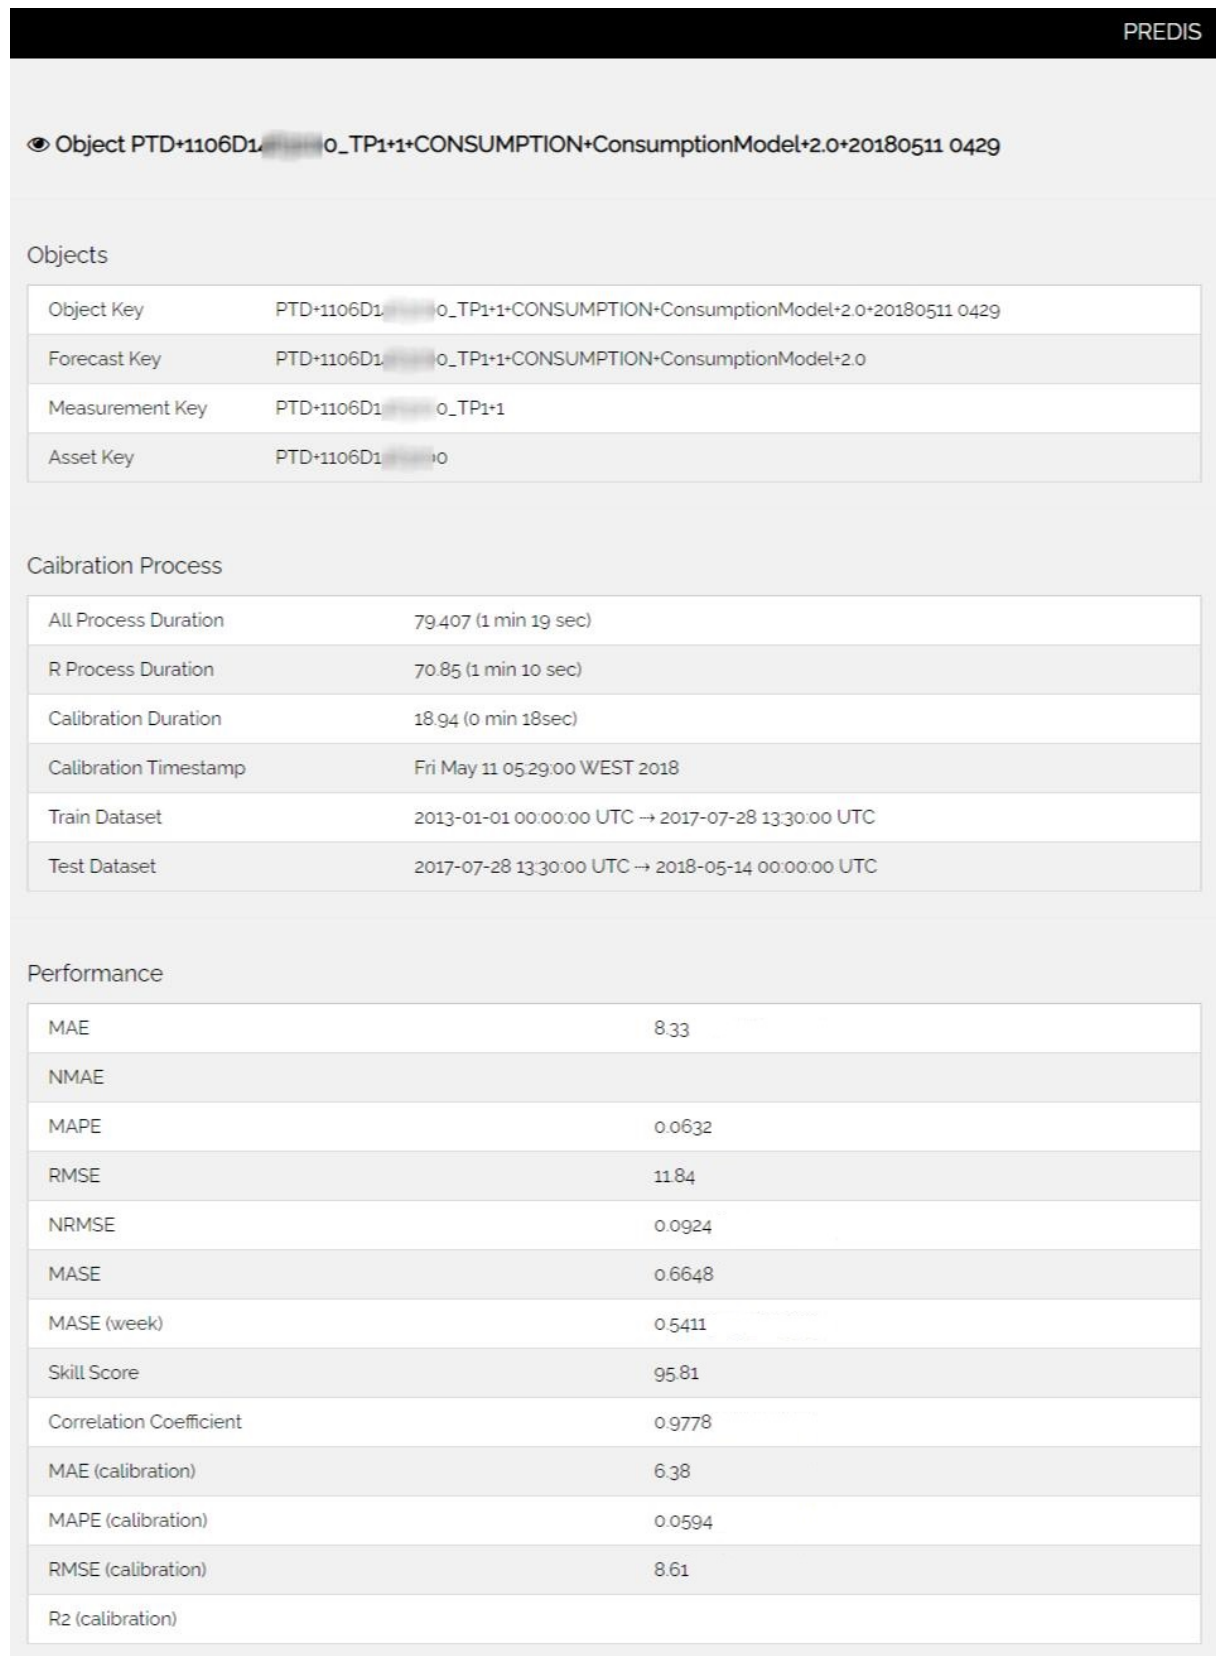 PREDIS
Object PTD+1106D1 0_TP1+1+CONSUMPTION+ConsumptionModel+2.0+20180511 0429
Objects
Object Key PTD+1106D1 0_TP1+1+CONSUMPTION+ConsumptionModel+2.0+20180511 0429
Forecast Key PTD+1106D1 0_TP1+1+CONSUMPTION+ConsumptionModel+2.0
Measurement Key PTD+1106D1 0_TP1+1
Asset Key PTD+1106D1 0
Caibration Process
All Process Duration 79.407 (1 min 19 sec)
R Process Duration 70.85 (1 min 10 sec)
Calibration Duration 18.94 (0 min 18sec)
Calibration Timestamp Fri May 11 05:29:00 WEST 2018
Train Dataset 2013-01-01 00:00:00 UTC → 2017-07-28 13:30:00 UTC
Test Dataset 2017-07-28 13:30:00 UTC → 2018-05-14 00:00:00 UTC
Performance
MAE 8.33
NMAE
MAPE 0.0632
RMSE 11.84
NRMSE 0.0924
MASE 0.6648
MASE (week) 0.5411
Skill Score 95.81
Correlation Coefficient 0.9778
MAE (calibration) 6.38
MAPE (calibration) 0.0594
RMSE (calibration) 8.61
R2 (calibration)